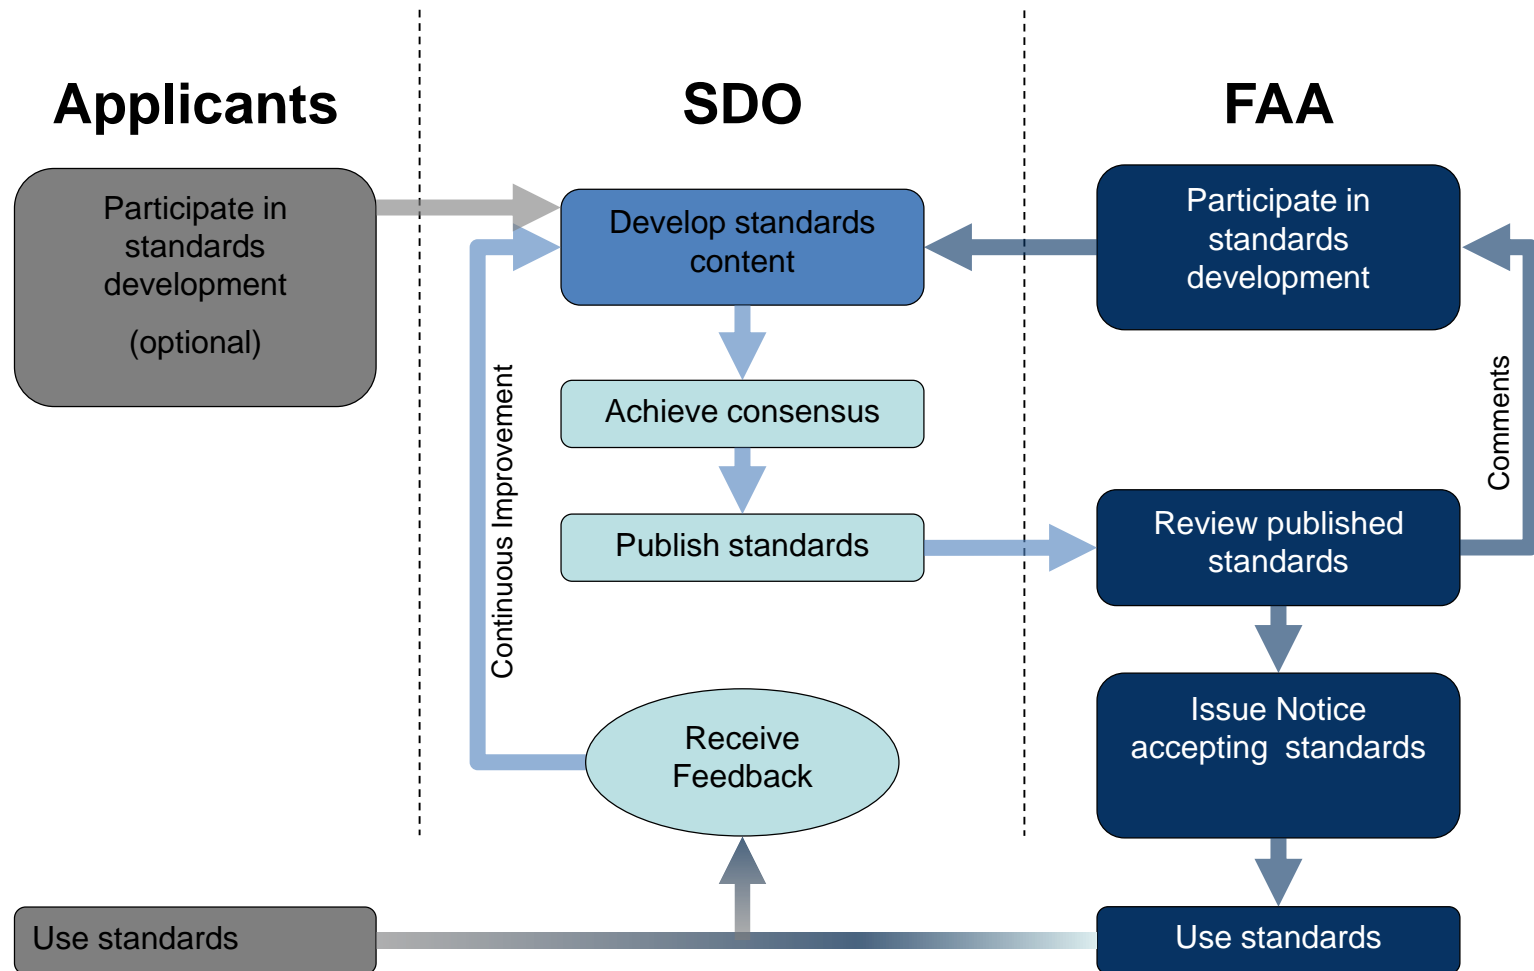 Applicants
SDO
FAA
Participate in
standards
development
(optional)
Develop standards
content
Participate in
standards
development
Achieve consensus
Continuous Improvement
Comments
Publish standards
Review published
standards
Receive
Feedback
Issue Notice
accepting  standards
Use standards
Use standards